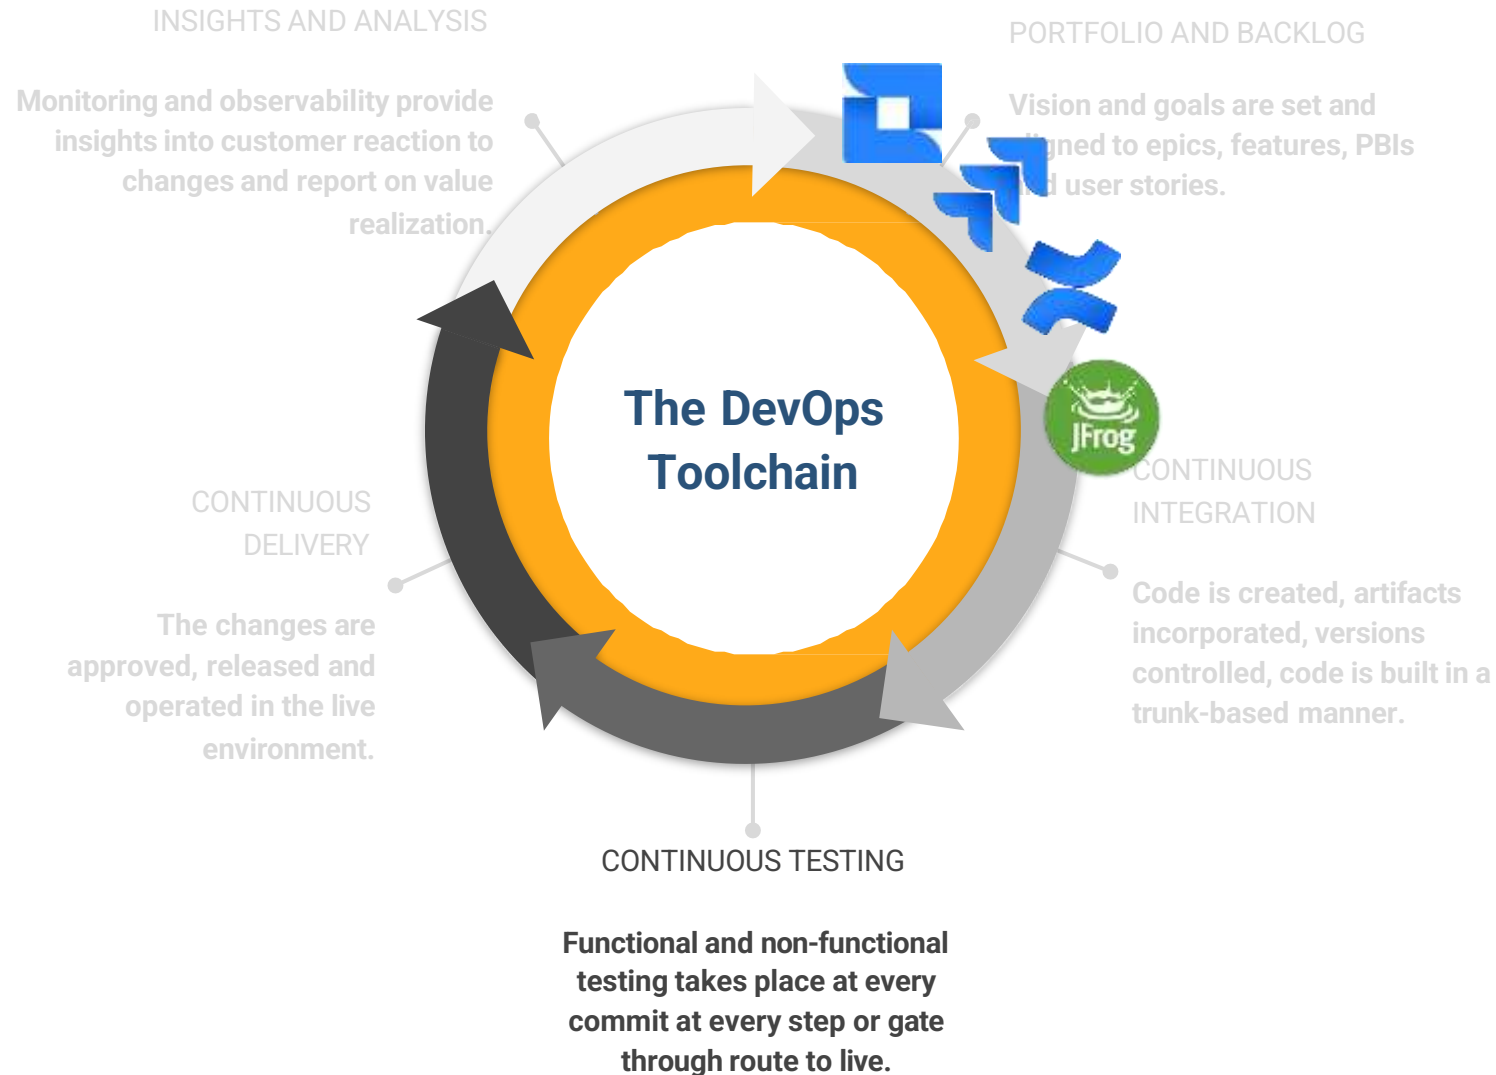 INSIGHTS AND ANALYSIS
Monitoring and observability provide
insights into customer reaction to
changes and report on value
realization.
PORTFOLIO AND BACKLOG
Vision and goals are set and
to epics, features, PBIs
user stories.
The DevOps
Toolchain
JFrog
CONTINUOUS
INTEGRATION
Code is created, artifacts
incorporated, versions
controlled, code is built in a
trunk-based manner.
CONTINUOUS
DELIVERY
The changes are
approved, released and
operated in the live
environment.
CONTINUOUS TESTING
Functional and non-functional
testing takes place at every
commit at every step or gate
through route to live.